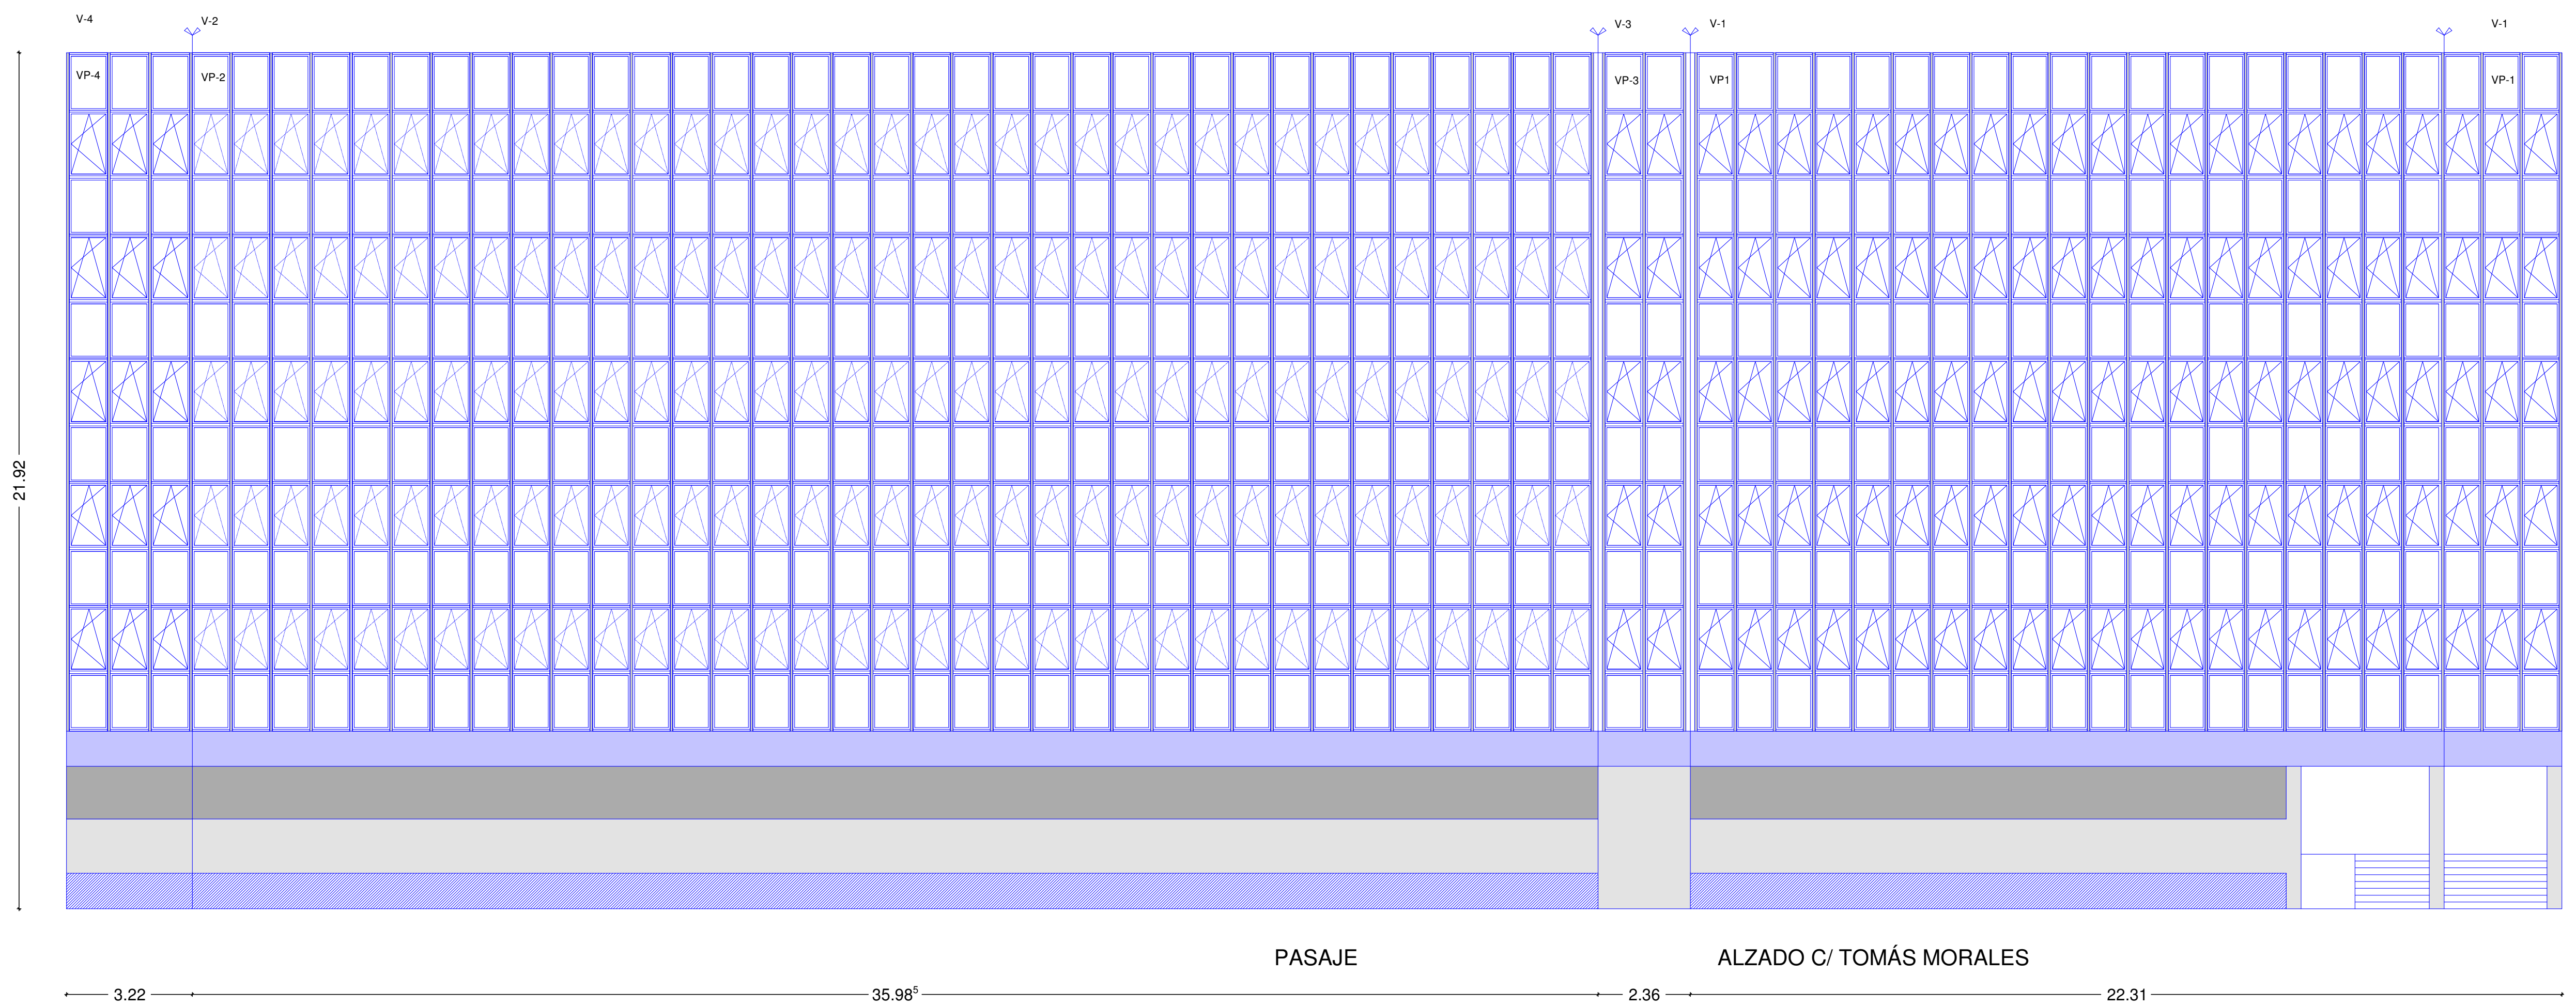 V-4
V-2
V-3
V-1
V-1
VP-4
VP-2
VP-3
VP1
VP-1
21.92
PASAJE
ALZADO C/ TOMÁS MORALES
3.22
35.98⁵
2.36
22.31